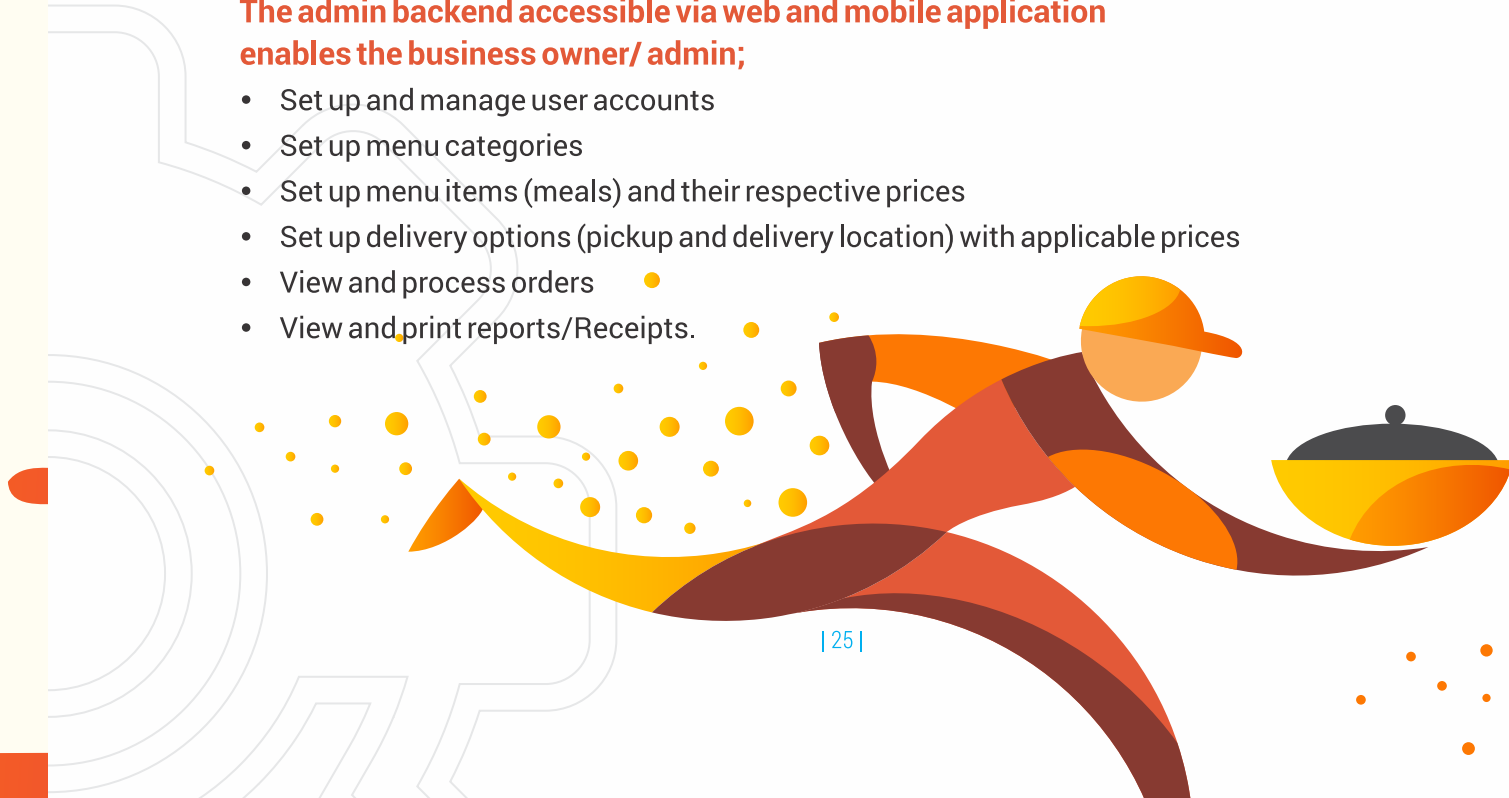 The admin backend accessible via web and mobile application
enables the business owner/ admin;
• Set up and manage user accounts
• Set up menu categories
• Set up menu items (meals) and their respective prices
• Set up delivery options (pickup and delivery location) with applicable prices
• View and process orders
• View and print reports/Receipts.
| 25 |